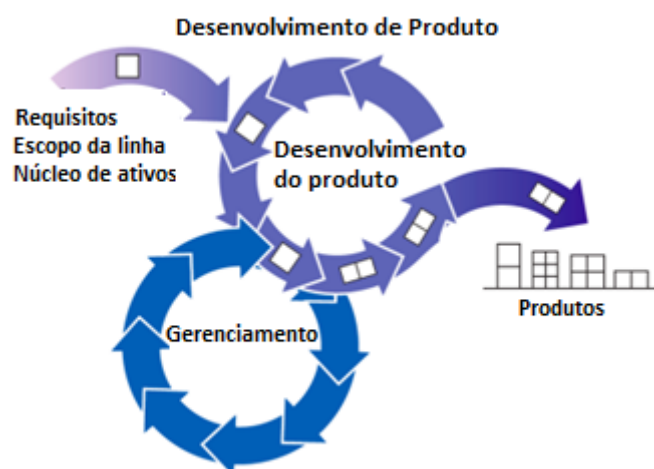 Desenvolvimento de Produto
Requisitos
Escopo da linha
Núcleo de ativos
Desenvolvimento
do produto
Gerenciamento
Produtos